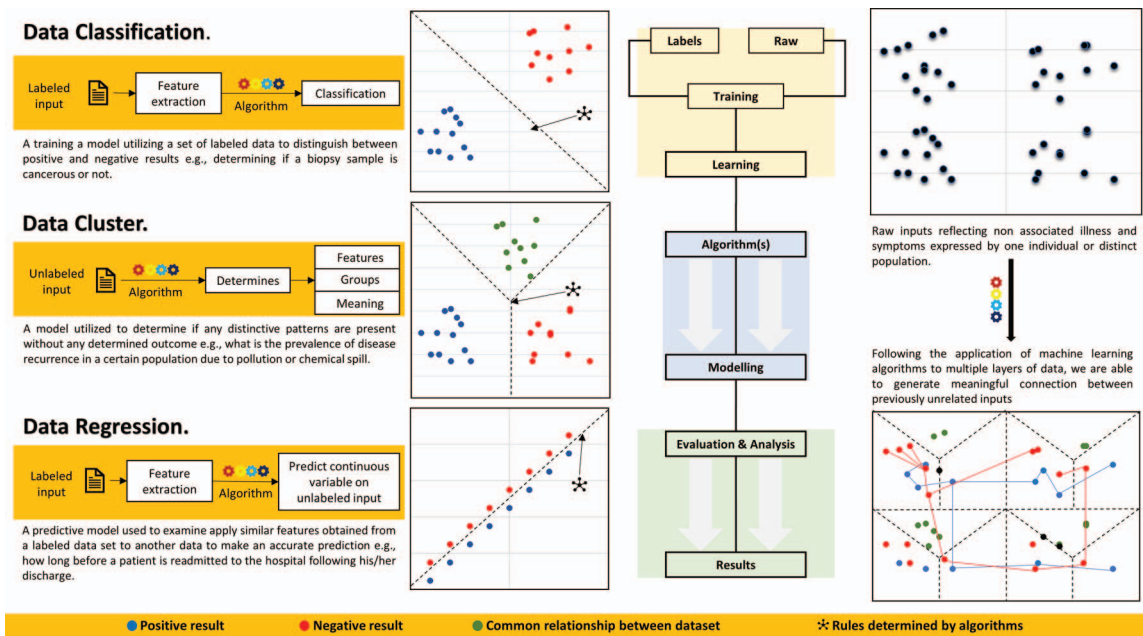 Data Classification.
Labeled
input
Feature
extraction
Algorithm
Classification
A training a model utilizing a set of labeled data to distinguish between
positive and negative results e.g., determining if a biopsy sample is
cancerous or not.
Data Cluster.
Unlabeled
input
Algorithm
Determines
Features
Groups
Meaning
A model utilized to determine if any distinctive patterns are present
without any determined outcome e.g., what is the prevalence of disease
recurrence in a certain population due to pollution or chemical spill.
Data Regression.
Labeled
input
Feature
extraction
Algorithm
Predict continuous
variable on
unlabeled input
A predictive model used to examine apply similar features obtained from
a labeled data set to another data to make an accurate prediction e.g.,
how long before a patient is readmitted to the hospital following his/her
discharge.
Labels
Raw
Training
Learning
Algorithm(s)
Modelling
Evaluation & Analysis
Results
Raw inputs reflecting non associated illness and
symptoms expressed by one individual or distinct
population.
Following the application of machine learning
algorithms to multiple layers of data, we are able
to generate meaningful connection between
previously unrelated inputs
Positive result
Negative result
Common relationship between dataset
Rules determined by algorithms